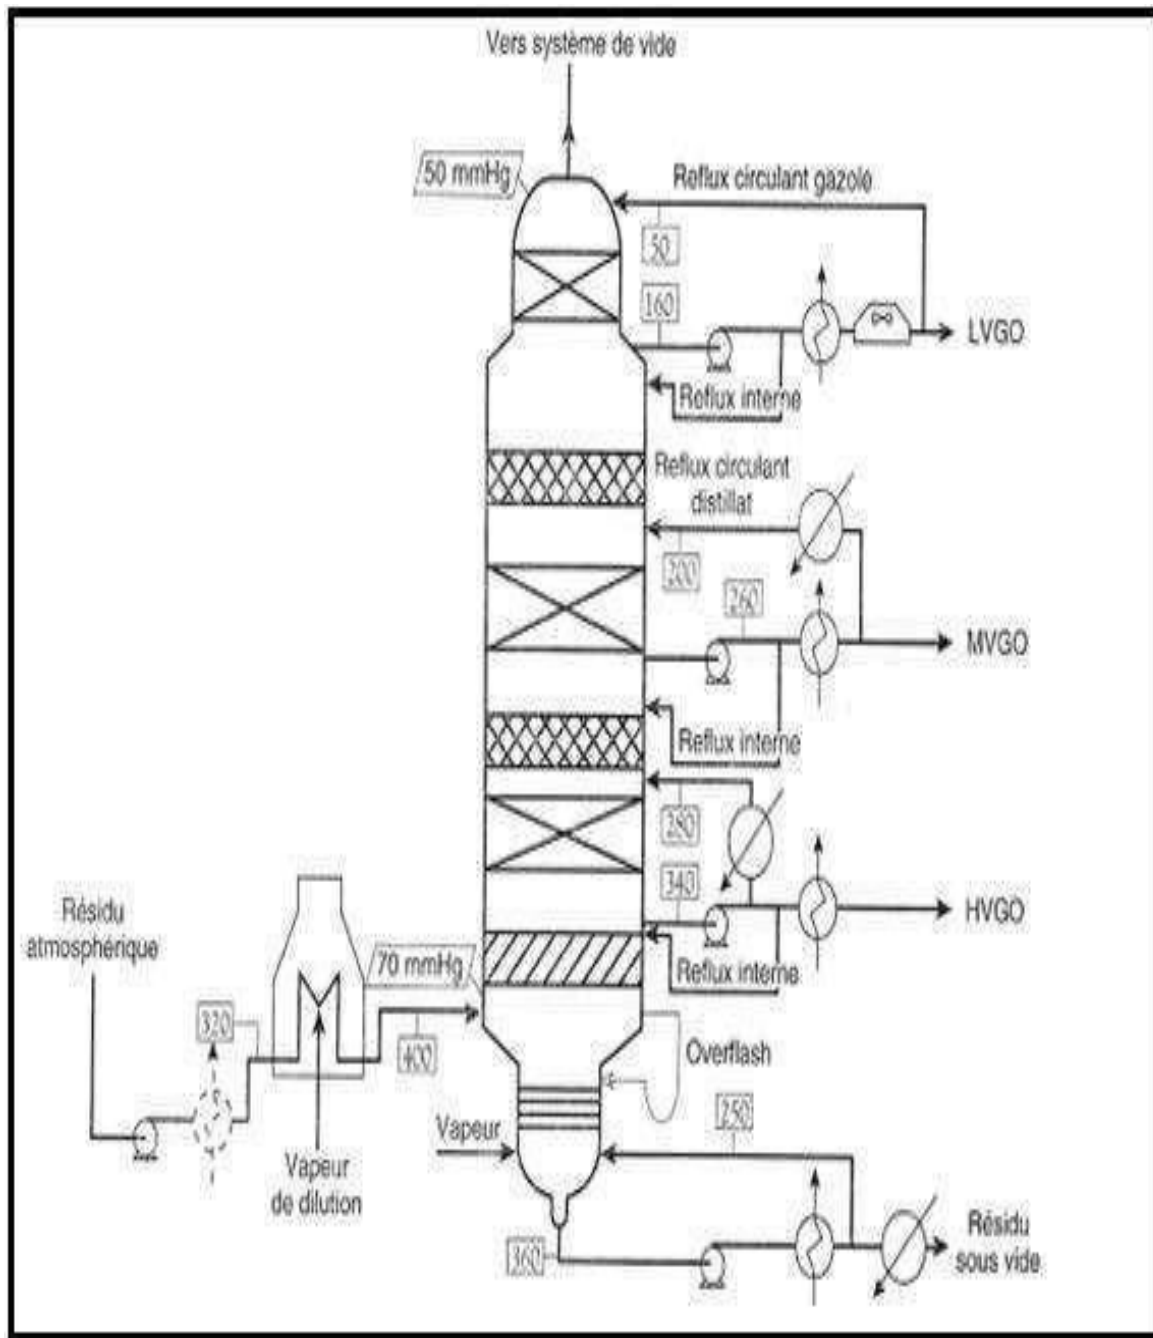 Vers système de vide
50 mmHg
Reflux circulant gazole
50
160
LVGO
Reflux interne
Reflux circulant
distillat
200
260
MVGO
Reflux interne
280
340
HVGO
Reflux interne
Résidu
atmosphérique
70 mmHg
320
400
Overflash
250
Vapeur
Vapeur
de dilution
360
Résidu
sous vide